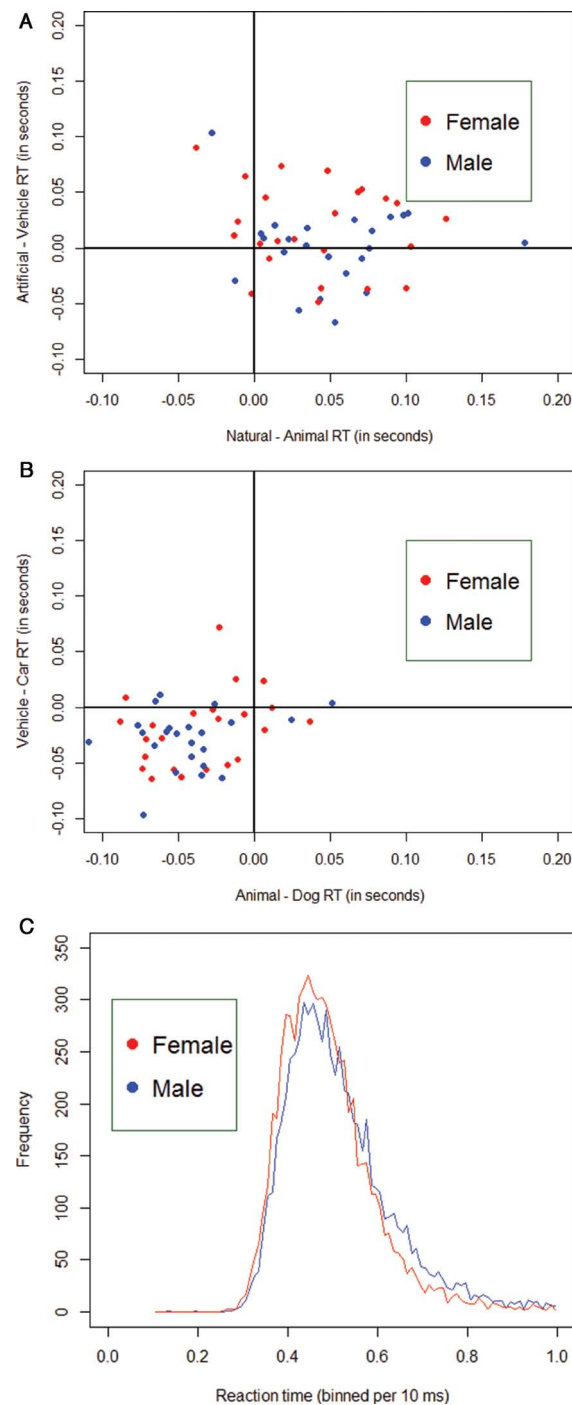 A
Artificial - Vehicle RT (in seconds)
0.20
0.15
0.10
0.05
0.00
-0.05
-0.10
Female
Male
-0.10 -0.05 0.00 0.05 0.10 0.15 0.20
Natural - Animal RT (in seconds)
B
Vehicle - Car RT (in seconds)
0.20
0.15
0.10
0.05
0.00
-0.05
-0.10
Female
Male
-0.10 -0.05 0.00 0.05 0.10 0.15 0.20
Animal - Dog RT (in seconds)
C
Frequency
350
300
250
200
150
100
50
0
Female
Male
0.0 0.2 0.4 0.6 0.8 1.0
Reaction time (binned per 10 ms)